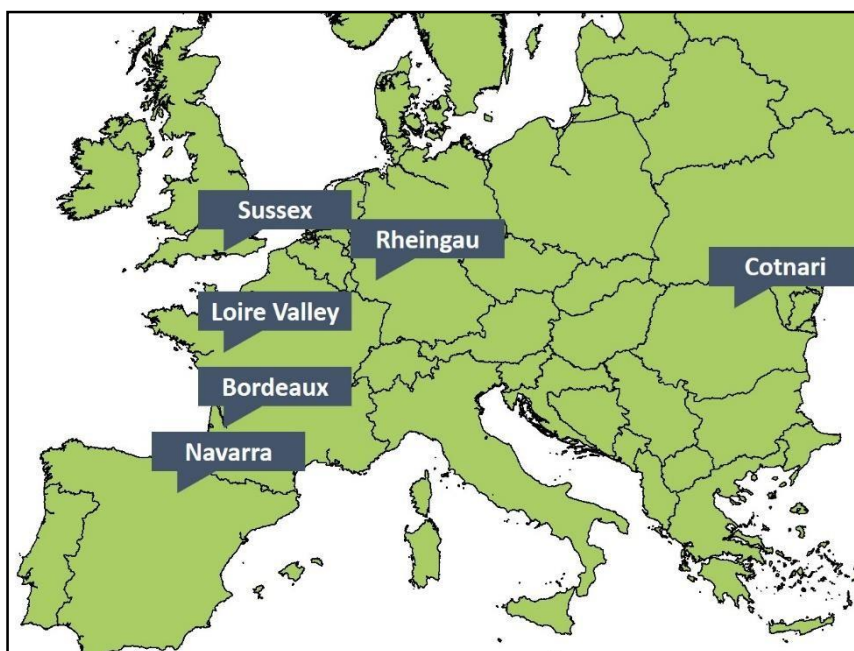 Sussex
Rheingau
Cotnari
Loire Valley
Bordeaux
Navarra